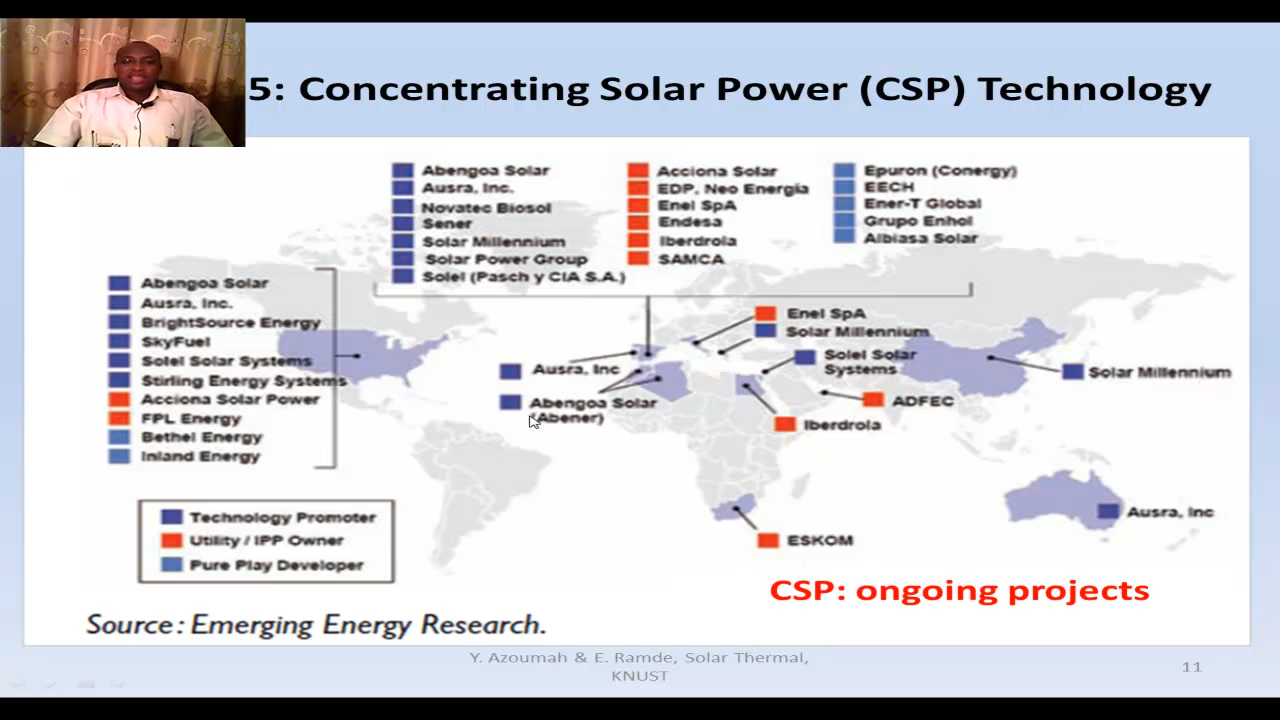 5: Concentrating Solar Power (CSP) Technology
Abengoa Solar
Ausra, Inc.
Novatec Biosol
Sener
Solar Millennium
Solar Power Group
Solel (Pasch y CIA S.A.)
Acciona Solar
EDP, Neo Energía
Enel SpA
Endesa
Iberdrola
SAMCA
Epuron (Conergy)
EECH
Ener-T Global
Grupo Enhol
Albiasa Solar
Abengoa Solar
Ausra, Inc.
BrightSource Energy
SkyFuel
Solel Solar Systems
Stirling Energy Systems
Acciona Solar Power
FPL Energy
Bethel Energy
Inland Energy
Ausra, Inc
Abengoa Solar
(Abener)
Enel SpA
Solar Millennium
Solel Solar
Systems
ADFEC
Iberdrola
Solar Millennium
Ausra, Inc
ESKOM
Technology Promoter
Utility / IPP Owner
Pure Play Developer
CSP: ongoing projects
Source: Emerging Energy Research.
Y. Azoumah & E. Ramde, Solar Thermal,
KNUST
11